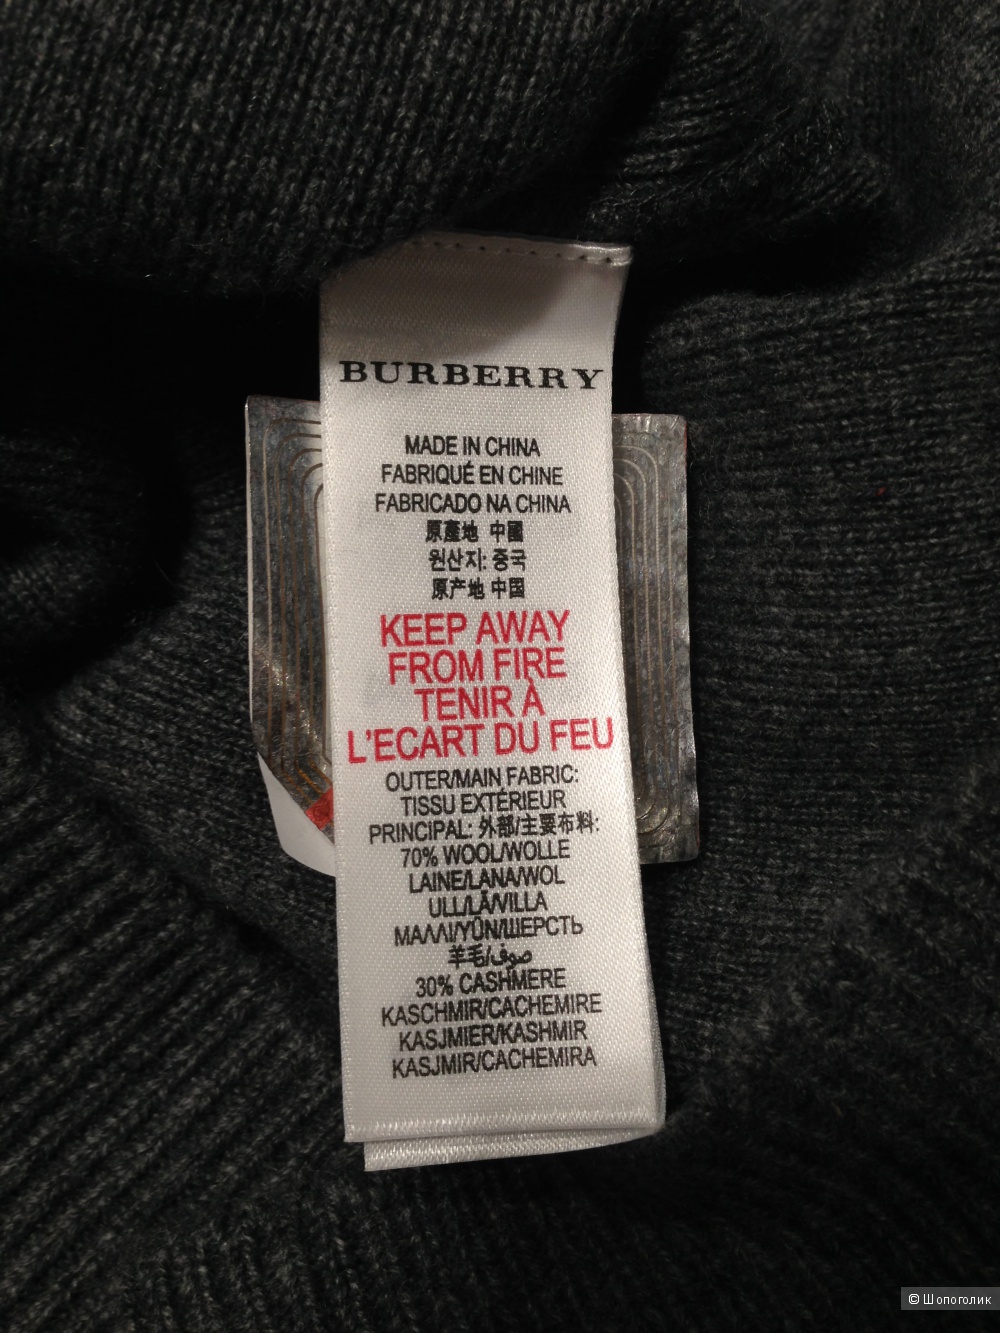 BURBERRY
MADE IN CHINA
FABRIQUÉ EN CHINE
FABRICADO NA CHINA
原產地 中國
원산지: 중국
原产地 中国
KEEP AWAY
FROM FIRE
TENIR À
L'ECART DU FEU
OUTER/MAIN FABRIC:
TISSU EXTÉRIEUR
PRINCIPAL: 外部/主要布料:
70% WOOL/WOLLE
LAINE/LANA/WOL
ULL/LÃ/VILLA
ΜΑΛΛΙ/YÜN/ШЕРСТЬ
羊毛/صوف
30% CASHMERE
KASCHMIR/CACHEMIRE
KASJMIER/KASHMIR
KASJMIR/CACHEMIRA
© Шопоголик